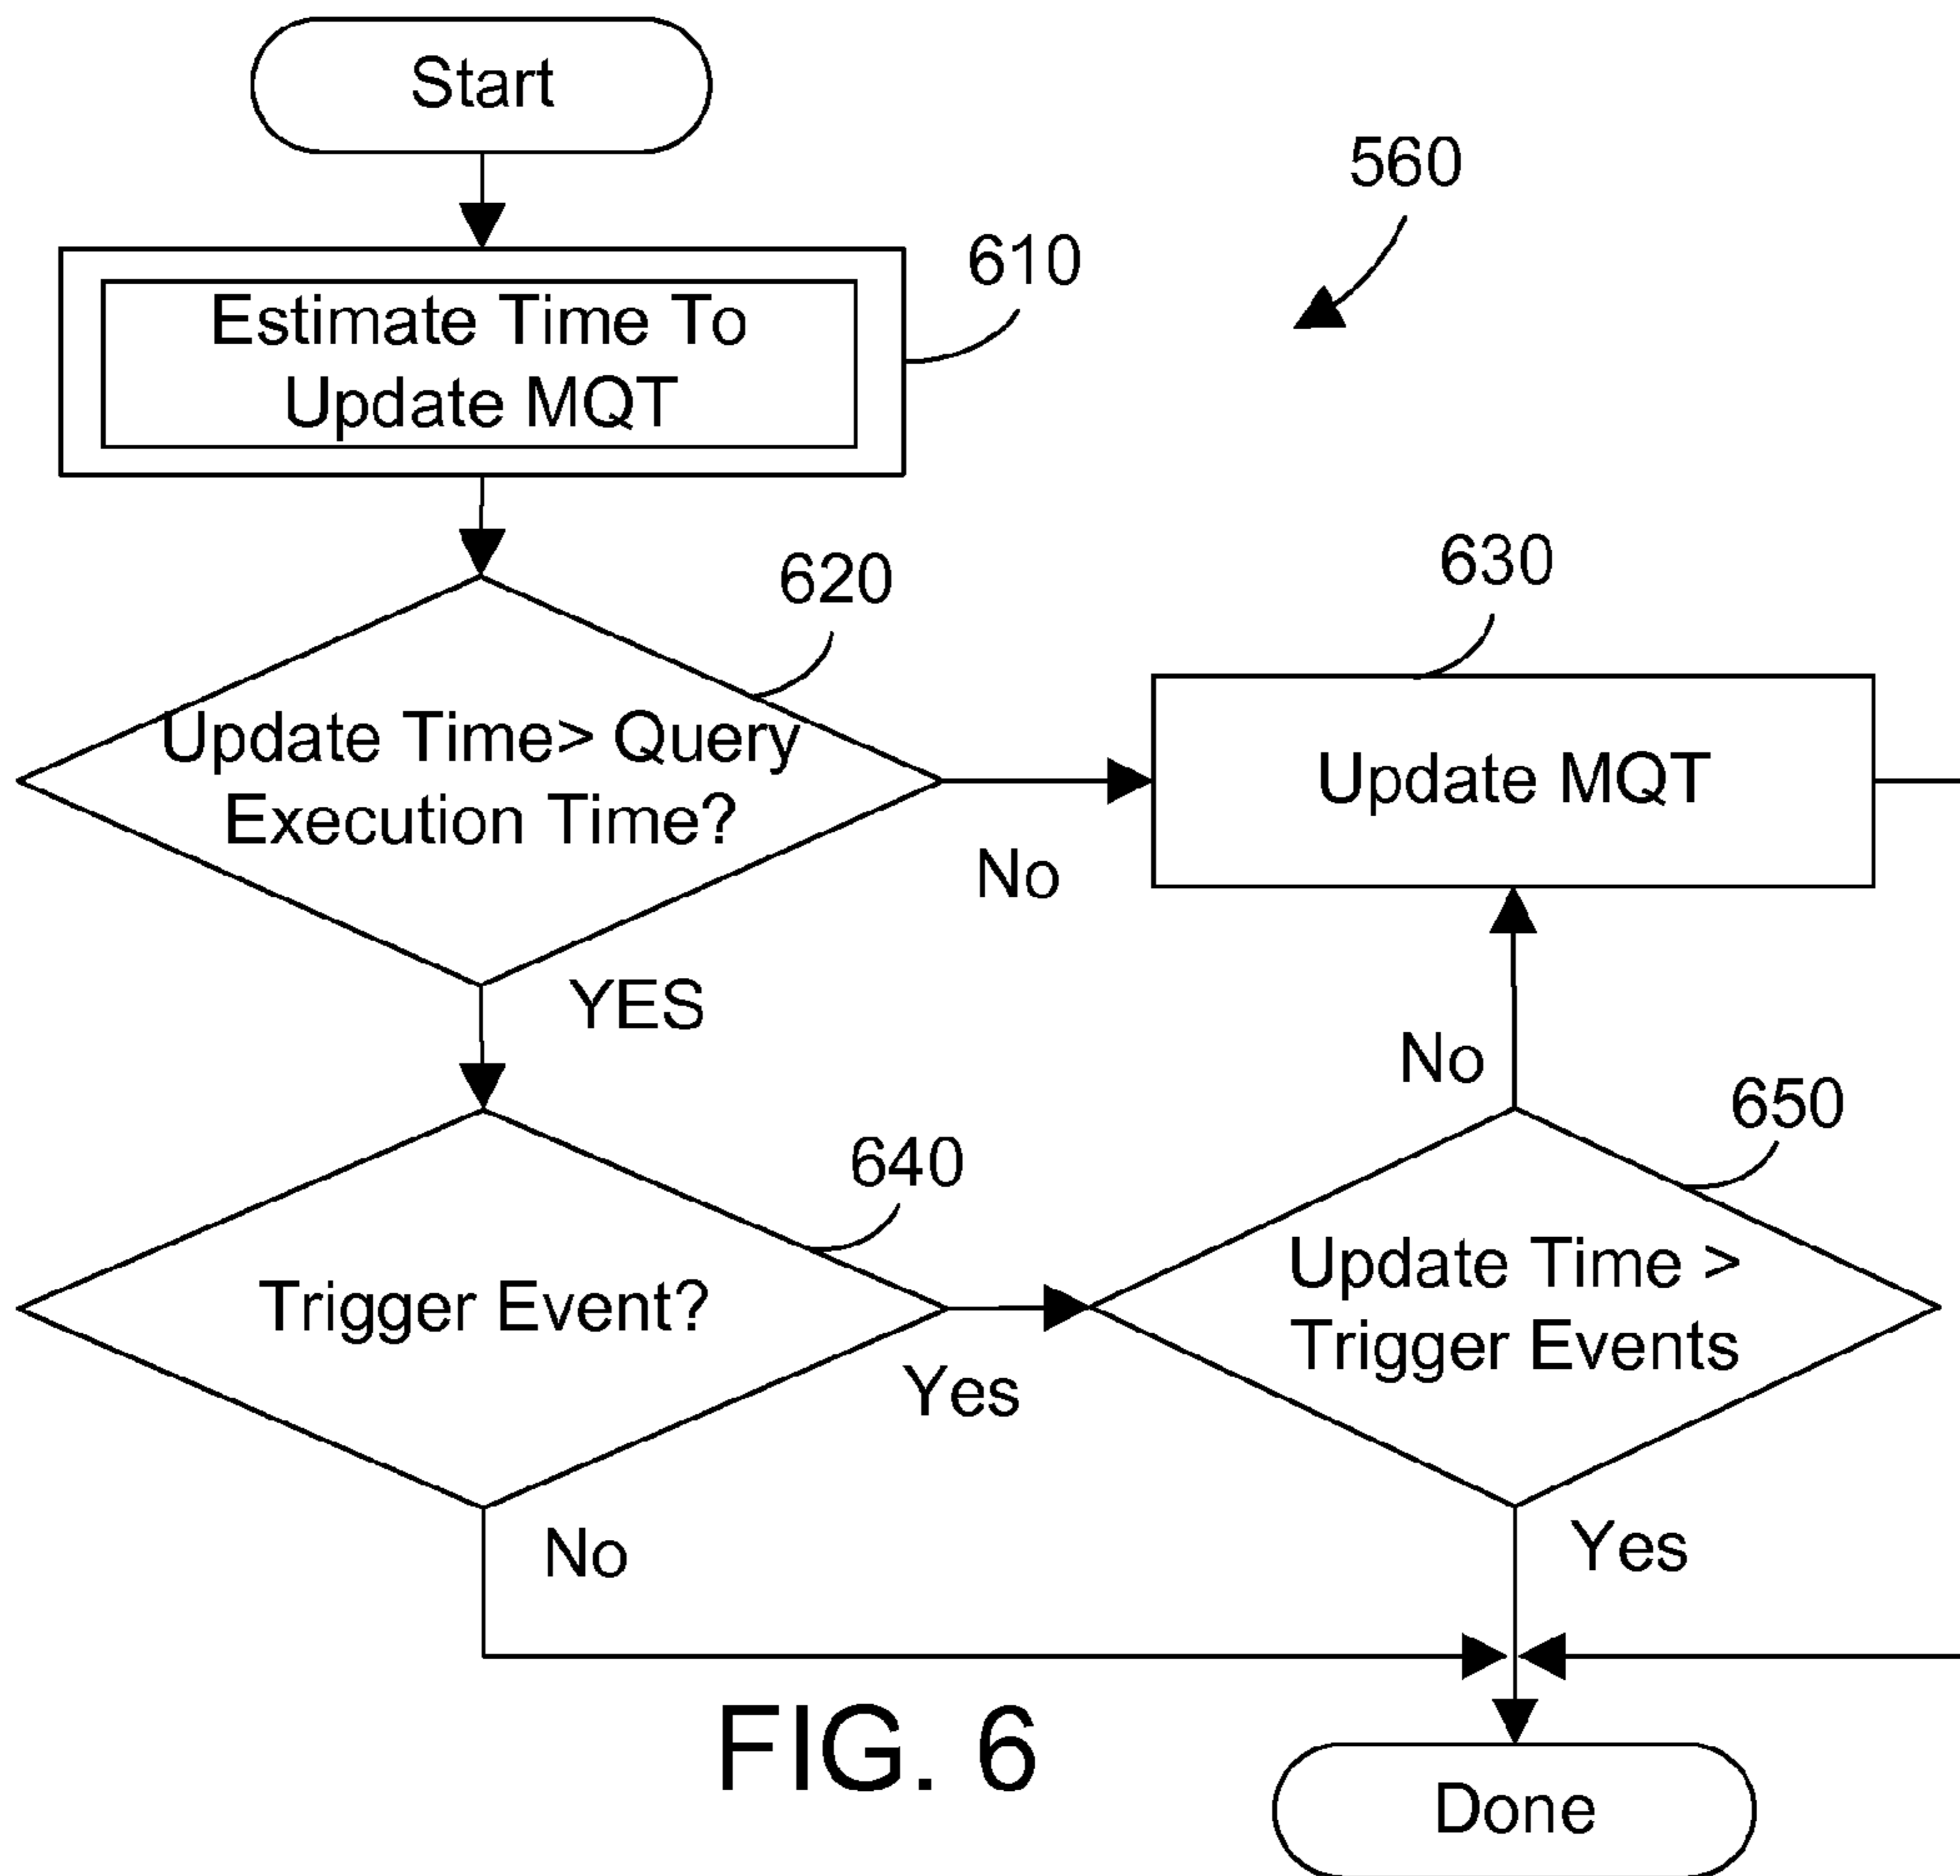 Start
560
610
Estimate Time To
Update MQT
620
630
Update Time> Query
Execution Time?
Update MQT
No
YES
No
650
640
Trigger Event?
Update Time >
Trigger Events
Yes
No
Yes
FIG. 6
Done